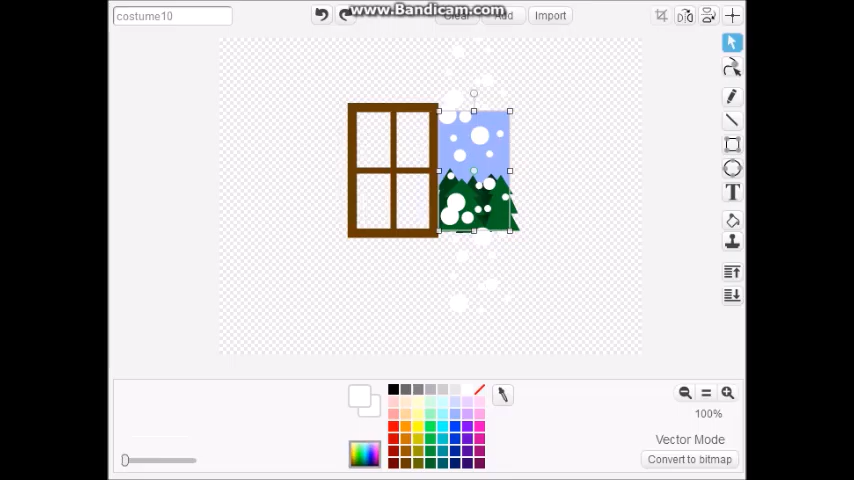 www.Bandicam.com
costume10
Clear
Add
Import
T
100%
Vector Mode
Convert to bitmap